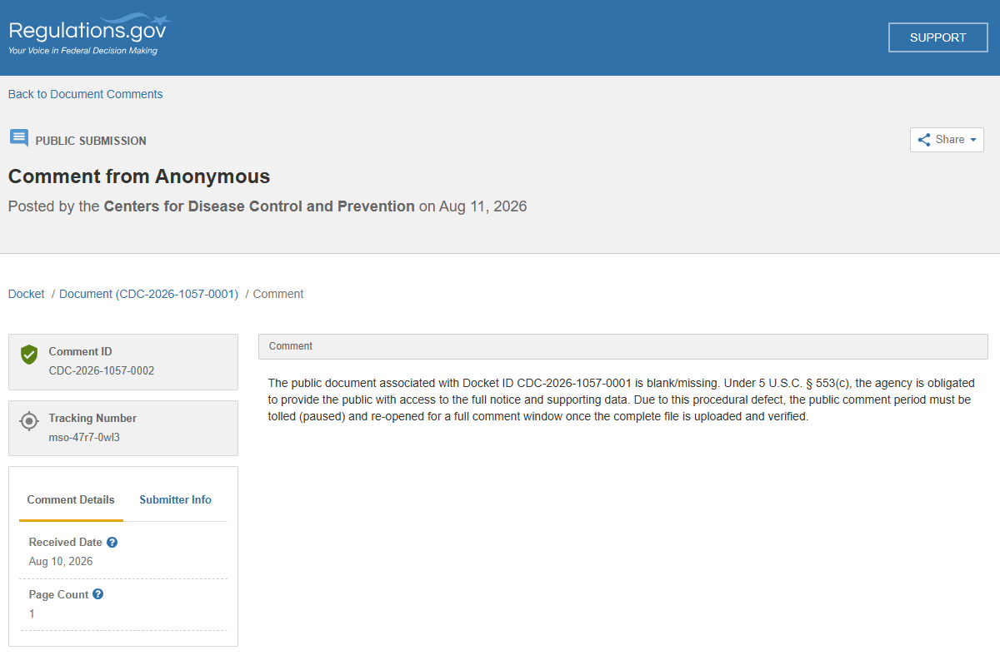 Regulations.gov
Your Voice in Federal Decision Making
SUPPORT
Back to Document Comments
PUBLIC SUBMISSION
Share
Comment from Anonymous
Posted by the Centers for Disease Control and Prevention on Aug 11, 2026
Docket / Document (CDC-2026-1057-0001) / Comment
Comment ID
CDC-2026-1057-0002
Tracking Number
mso-47r7-0wl3
Comment Details
Submitter Info
Received Date ?
Aug 10, 2026
Page Count ?
1
Comment
The public document associated with Docket ID CDC-2026-1057-0001 is blank/missing. Under 5 U.S.C. § 553(c), the agency is obligated
to provide the public with access to the full notice and supporting data. Due to this procedural defect, the public comment period must be
tolled (paused) and re-opened for a full comment window once the complete file is uploaded and verified.